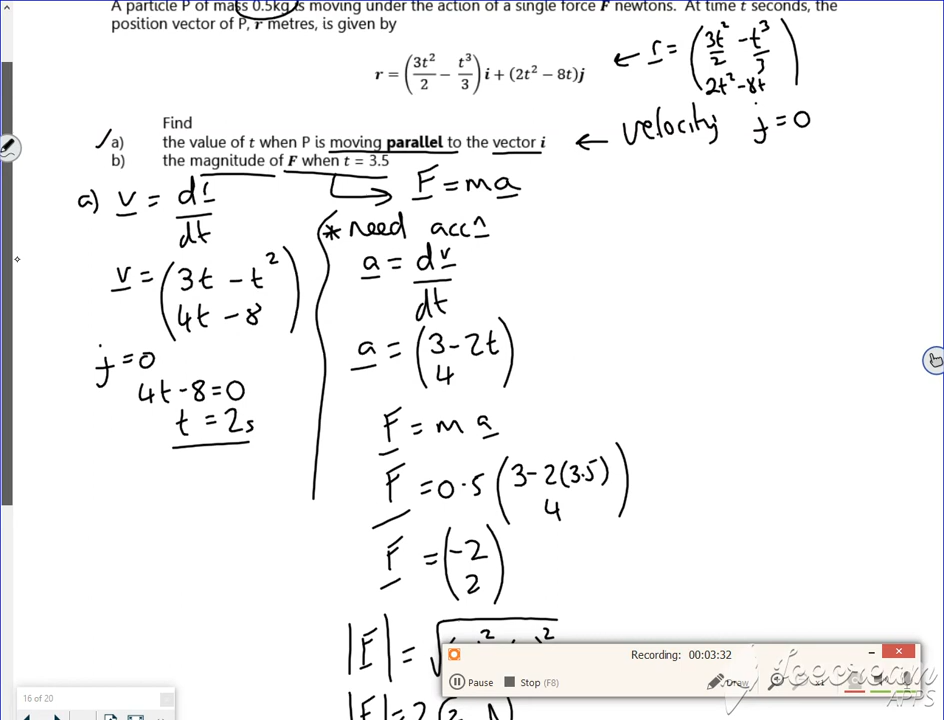 A particle P of mass 0.5kg is moving under the action of a single force F newtons. At time t seconds, the
position vector of P, r metres, is given by
r = (3t²/2 − t³/3) i + (2t² − 8t)j
← r = (3t²/2 − t³/3
2t² − 8t)
Find
a) the value of t when P is moving parallel to the vector i
← velocity j = 0
b) the magnitude of F when t = 3.5
F = ma
a) v = dr/dt
v = (3t − t²
4t − 8)
j = 0
4t − 8 = 0
t = 2s
* need accⁿ
a = dv/dt
a = (3 − 2t
4)
F = ma
F = 0.5 (3 − 2(3.5)
4)
F = (−2
2)
|F| = √
Recording: 00:03:32
Pause Stop (F8) Draw
Icecream
APPS
16 of 20